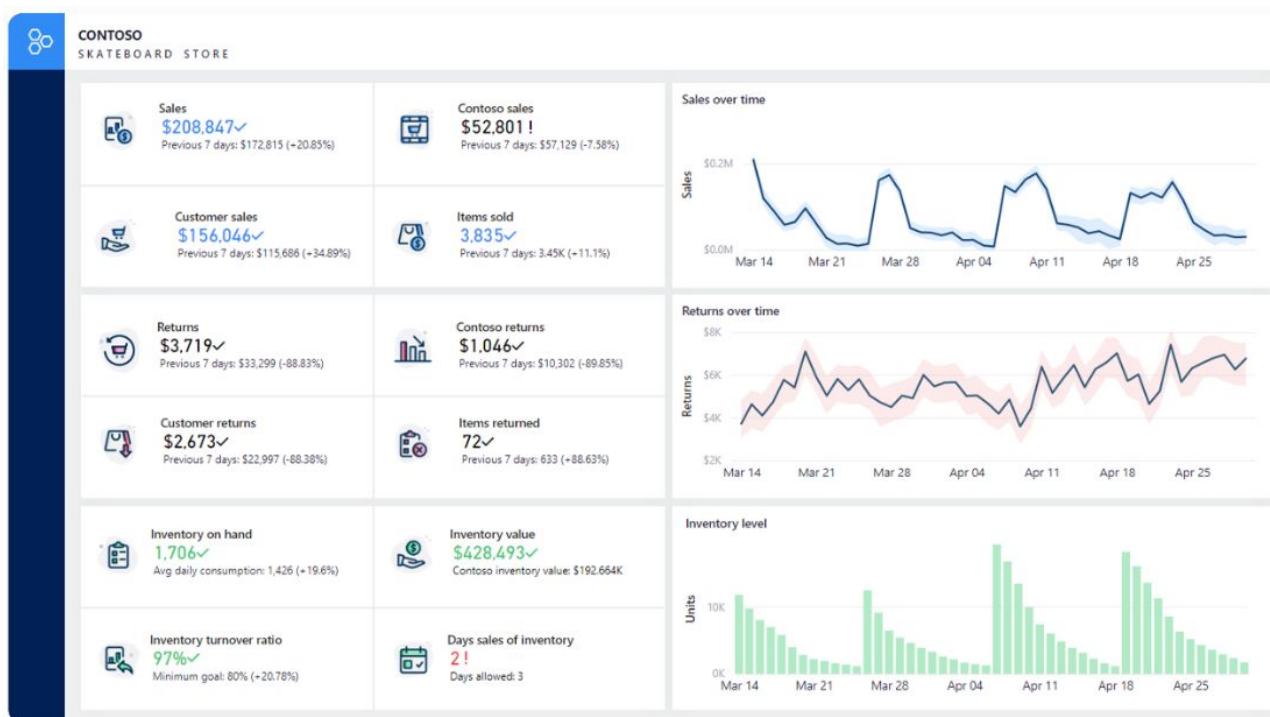 CONTOSO
SKATEBOARD STORE
Sales
$208,847✓
Previous 7 days: $172,815 (+20.85%)
Contoso sales
$52,801 !
Previous 7 days: $57,129 (-7.58%)
Customer sales
$156,046✓
Previous 7 days: $115,686 (+34.89%)
Items sold
3,835✓
Previous 7 days: 3.45K (+11.1%)
Returns
$3,719✓
Previous 7 days: $33,299 (-88.83%)
Contoso returns
$1,046✓
Previous 7 days: $10,302 (-89.85%)
Customer returns
$2,673✓
Previous 7 days: $22,997 (-88.38%)
Items returned
72✓
Previous 7 days: 633 (+88.63%)
Inventory on hand
1,706✓
Avg daily consumption: 1,426 (+19.6%)
Inventory value
$428,493✓
Contoso inventory value: $192.664K
Inventory turnover ratio
97%✓
Minimum goal: 80% (+20.78%)
Days sales of inventory
2 !
Days allowed: 3
Sales over time
Sales
$0.2M
$0.0M
Mar 14 Mar 21 Mar 28 Apr 04 Apr 11 Apr 18 Apr 25
Returns over time
Returns
$8K
$6K
$4K
$2K
Mar 14 Mar 21 Mar 28 Apr 04 Apr 11 Apr 18 Apr 25
Inventory level
Units
10K
0K
Mar 14 Mar 21 Mar 28 Apr 04 Apr 11 Apr 18 Apr 25